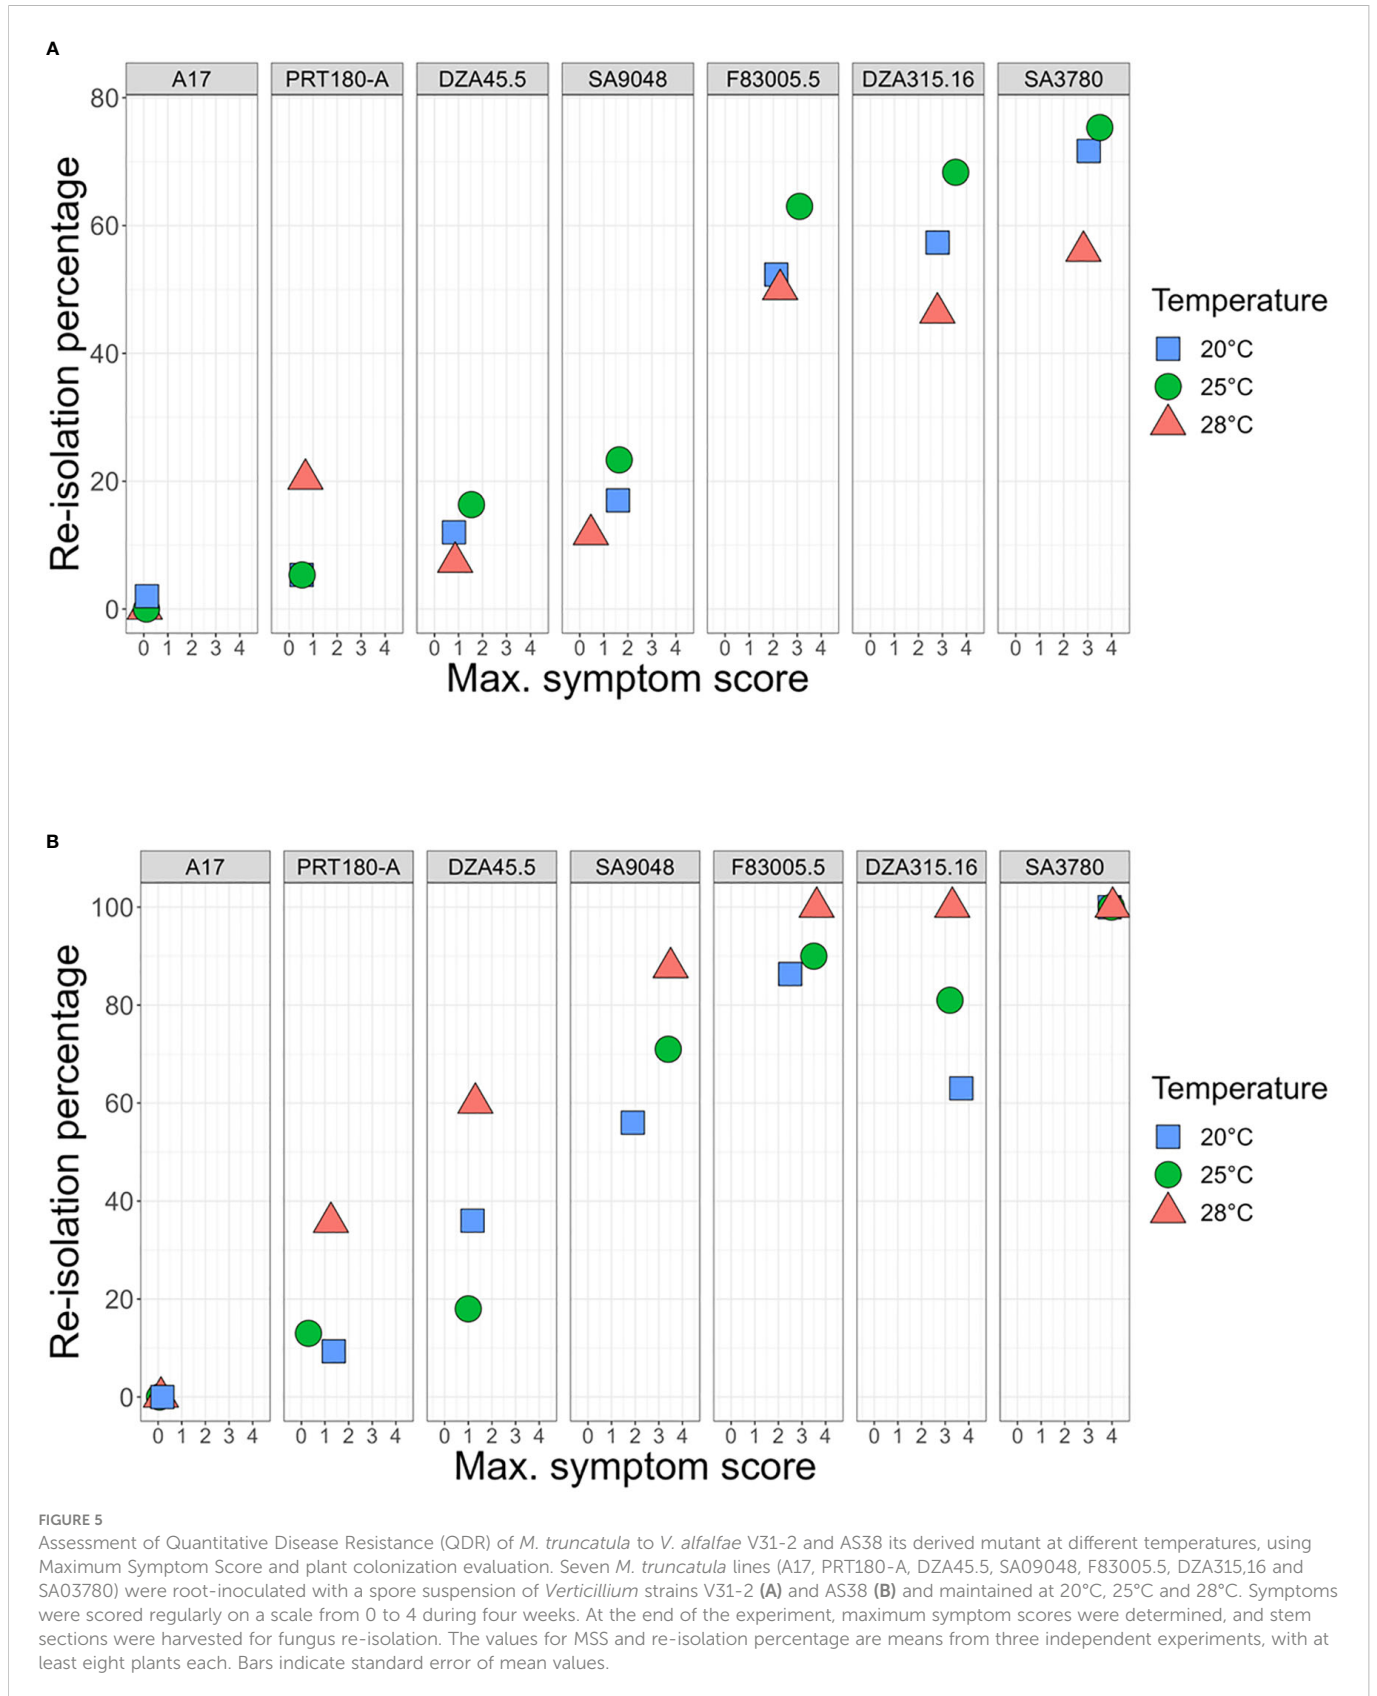 A
A17 PRT180-A DZA45.5 SA9048 F83005.5 DZA315.16 SA3780
80
60
40
20
0
Re-isolation percentage
0 1 2 3 4 0 1 2 3 4 0 1 2 3 4 0 1 2 3 4 0 1 2 3 4 0 1 2 3 4 0 1 2 3 4
Max. symptom score
Temperature
20°C
25°C
28°C
B
A17 PRT180-A DZA45.5 SA9048 F83005.5 DZA315.16 SA3780
100
80
60
40
20
0
Re-isolation percentage
0 1 2 3 4 0 1 2 3 4 0 1 2 3 4 0 1 2 3 4 0 1 2 3 4 0 1 2 3 4 0 1 2 3 4
Max. symptom score
Temperature
20°C
25°C
28°C
FIGURE 5
Assessment of Quantitative Disease Resistance (QDR) of M. truncatula to V. alfalfae V31-2 and AS38 its derived mutant at different temperatures, using
Maximum Symptom Score and plant colonization evaluation. Seven M. truncatula lines (A17, PRT180-A, DZA45.5, SA09048, F83005.5, DZA315,16 and
SA03780) were root-inoculated with a spore suspension of Verticillium strains V31-2 (A) and AS38 (B) and maintained at 20°C, 25°C and 28°C. Symptoms
were scored regularly on a scale from 0 to 4 during four weeks. At the end of the experiment, maximum symptom scores were determined, and stem
sections were harvested for fungus re-isolation. The values for MSS and re-isolation percentage are means from three independent experiments, with at
least eight plants each. Bars indicate standard error of mean values.